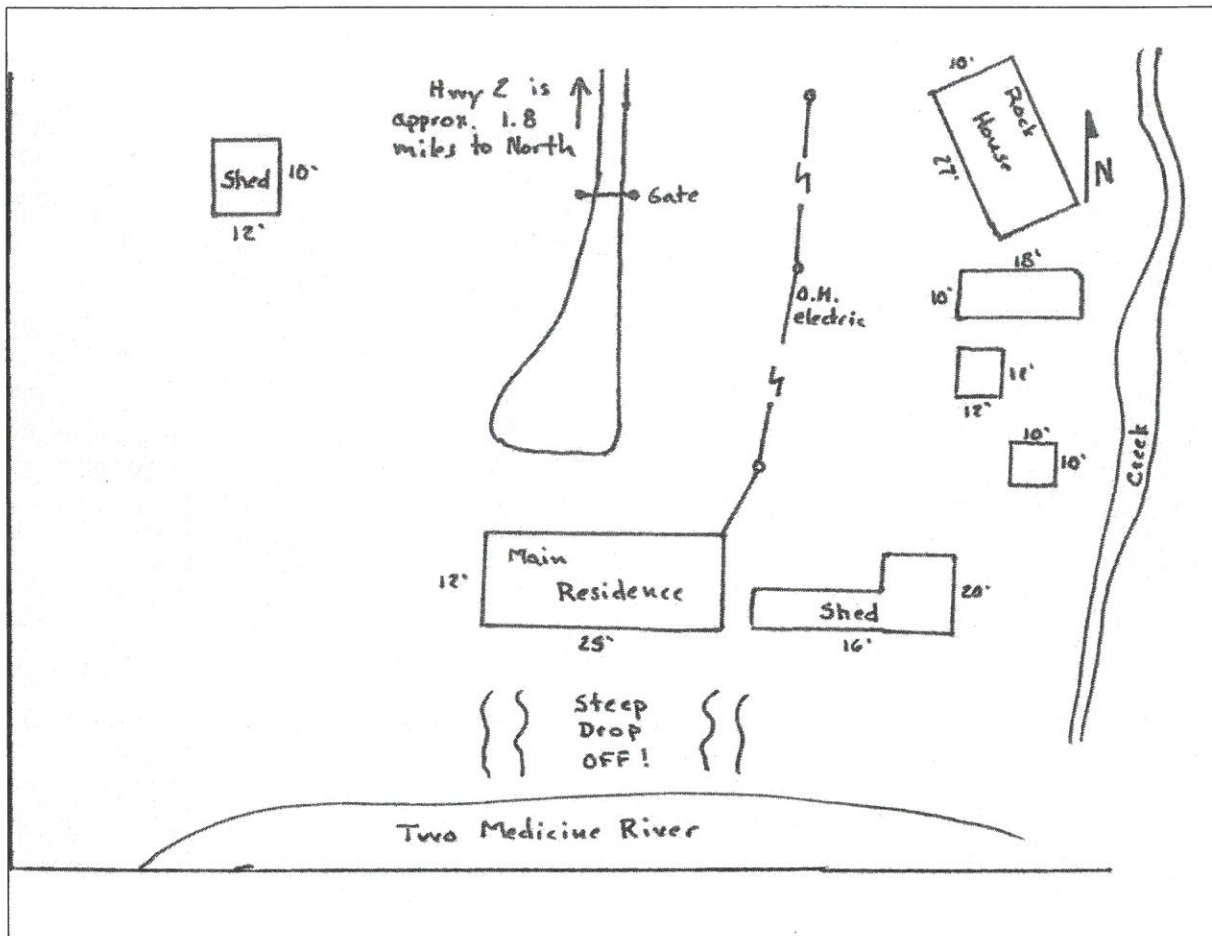 Hwy 2 is
approx. 1.8
miles to North
Shed
10'
12'
Gate
O.H.
electric
10'
Rock
House
27'
N
18'
10'
12'
12'
10'
10'
Creek
Main
Residence
12'
25'
Shed
20'
16'
Steep
Drop
OFF!
Two Medicine River